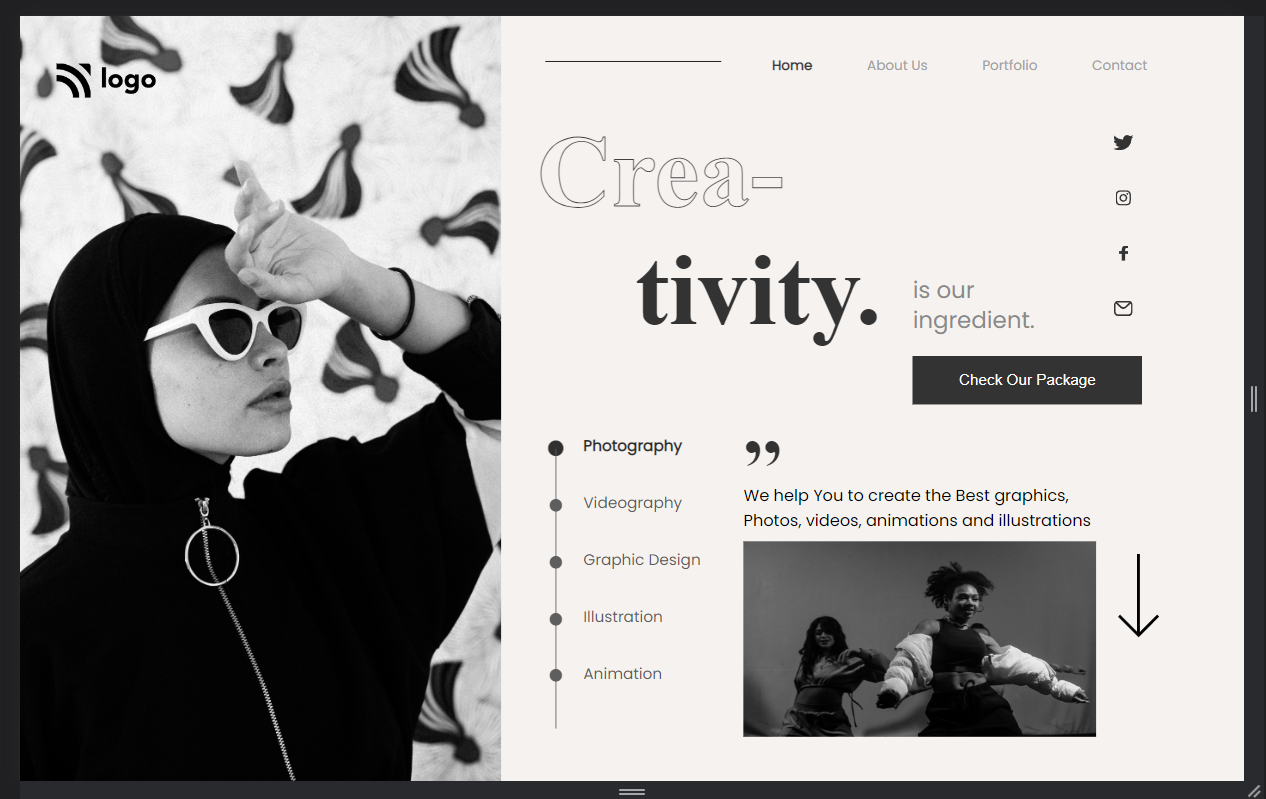 logo
Home About Us Portfolio Contact
Crea-
tivity.
is our
ingredient.
Check Our Package
Photography
Videography
Graphic Design
Illustration
Animation
”
We help You to create the Best graphics,
Photos, videos, animations and illustrations